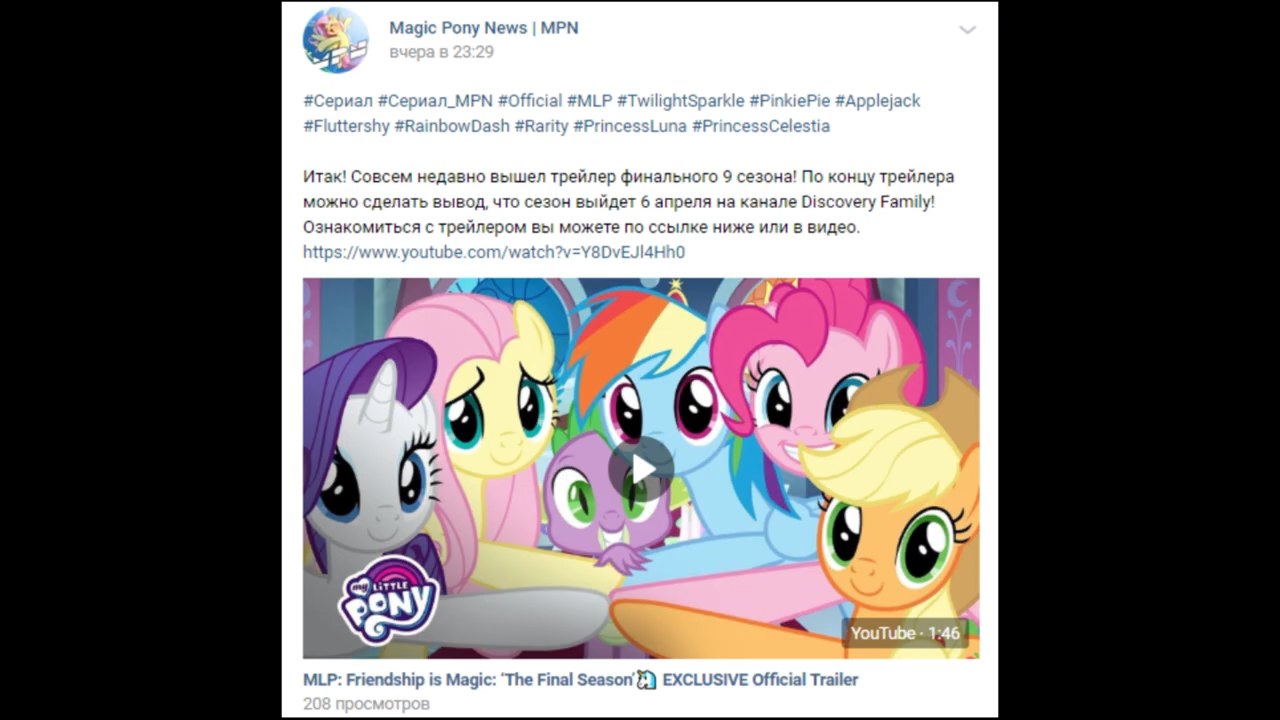 Magic Pony News | MPN
вчера в 23:29
#Сериал #Сериал_MPN #Official #MLP #TwilightSparkle #PinkiePie #Applejack
#Fluttershy #RainbowDash #Rarity #PrincessLuna #PrincessCelestia
Итак! Совсем недавно вышел трейлер финального 9 сезона! По концу трейлера
можно сделать вывод, что сезон выйдет 6 апреля на канале Discovery Family!
Ознакомиться с трейлером вы можете по ссылке ниже или в видео.
https://www.youtube.com/watch?v=Y8DvEJl4Hh0
my LITTLE
PONY
YouTube · 1:46
MLP: Friendship is Magic: ‘The Final Season’🦄 EXCLUSIVE Official Trailer
208 просмотров